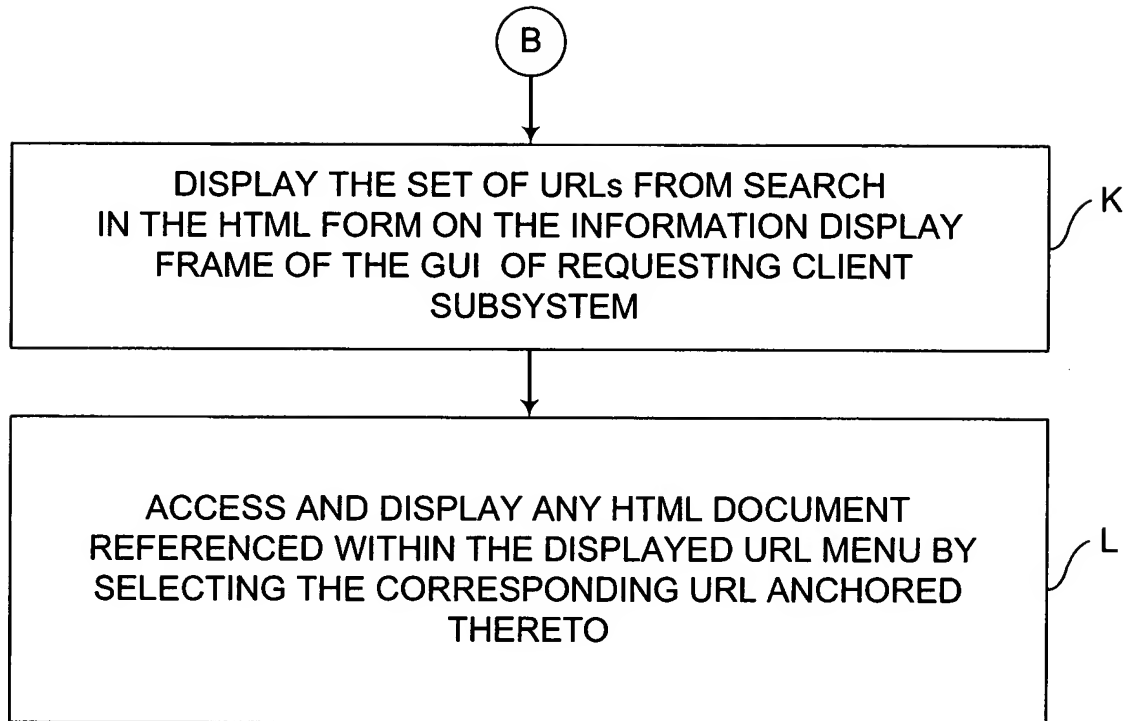 B
DISPLAY THE SET OF URLs FROM SEARCH
IN THE HTML FORM ON THE INFORMATION DISPLAY
FRAME OF THE GUI OF REQUESTING CLIENT
SUBSYSTEM
K
ACCESS AND DISPLAY ANY HTML DOCUMENT
REFERENCED WITHIN THE DISPLAYED URL MENU BY
SELECTING THE CORRESPONDING URL ANCHORED
THERETO
L